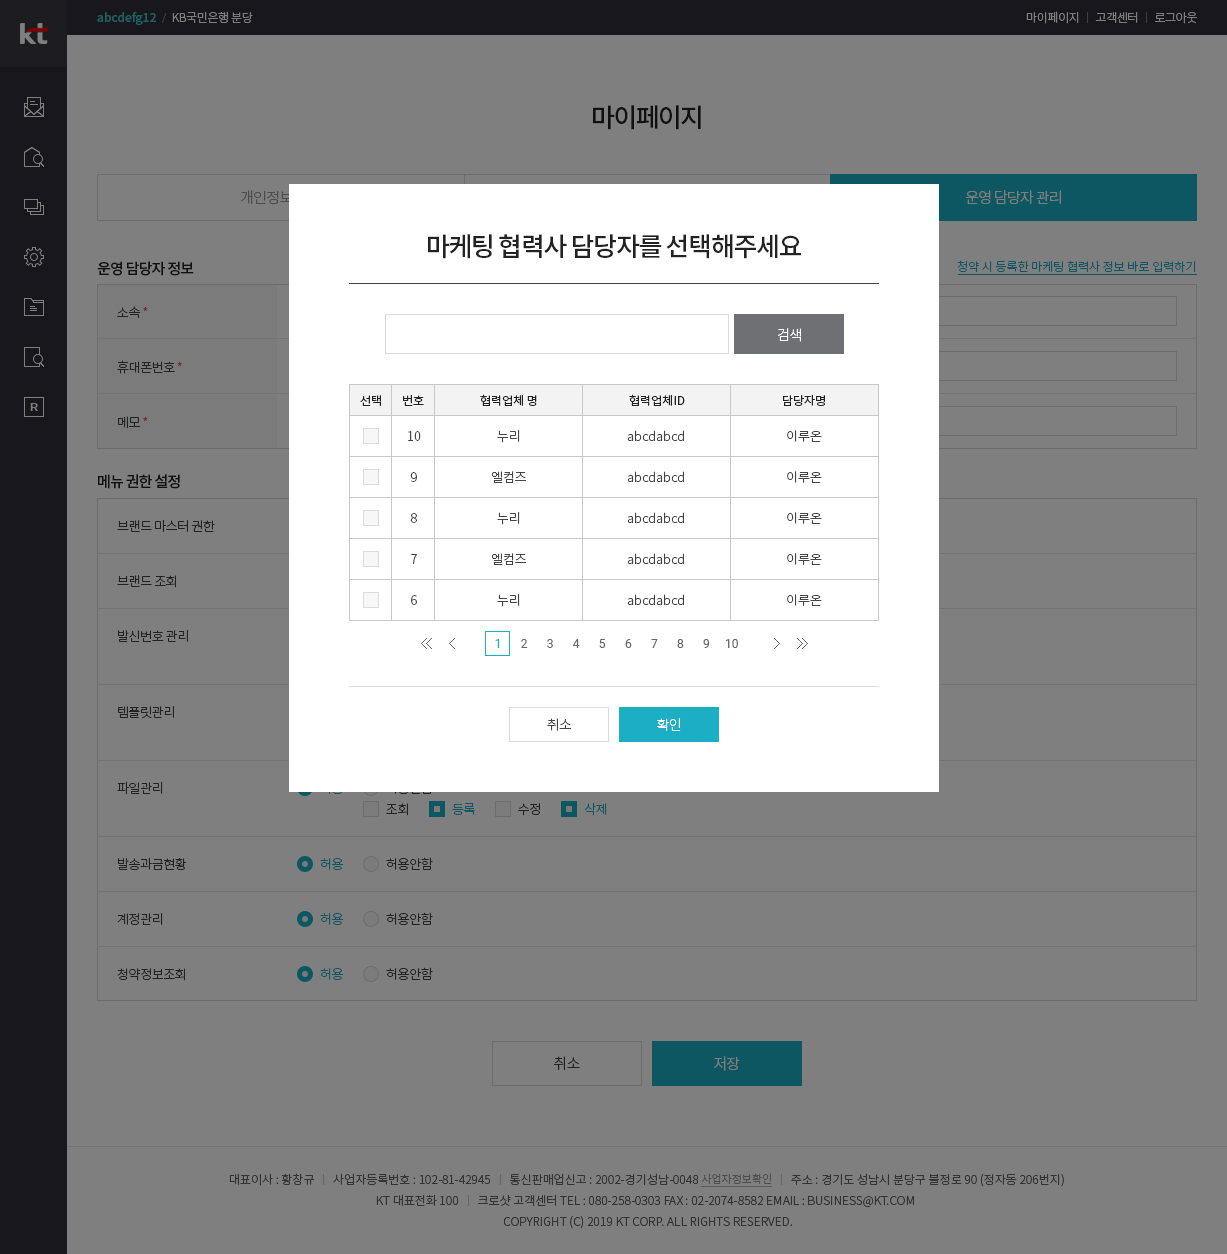 kt
abcdefg12 / KB국민은행 분당
마이페이지 | 고객센터 | 로그아웃
R
마이페이지
개인정보
운영 담당자 관리
운영 담당자 정보
청약 시 등록한 마케팅 협력사 정보 바로 입력하기
소속 *
휴대폰번호 *
메모 *
메뉴 권한 설정
브랜드 마스터 권한
브랜드 조회
발신번호 관리
템플릿관리
파일관리
조회 등록 수정 삭제
발송과금현황 허용 허용안함
계정관리 허용 허용안함
청약정보조회 허용 허용안함
취소 저장
마케팅 협력사 담당자를 선택해주세요
검색
선택 번호 협력업체 명 협력업체ID 담당자명
10 누리 abcdabcd 이루온
9 엘컴즈 abcdabcd 이루온
8 누리 abcdabcd 이루온
7 엘컴즈 abcdabcd 이루온
6 누리 abcdabcd 이루온
1 2 3 4 5 6 7 8 9 10
취소 확인
대표이사 : 황창규 | 사업자등록번호 : 102-81-42945 | 통신판매업신고 : 2002-경기성남-0048 사업자정보확인 | 주소 : 경기도 성남시 분당구 불정로 90 (정자동 206번지)
KT 대표전화 100 | 크로샷 고객센터 TEL : 080-258-0303 FAX : 02-2074-8582 EMAIL : BUSINESS@KT.COM
COPYRIGHT (C) 2019 KT CORP. ALL RIGHTS RESERVED.